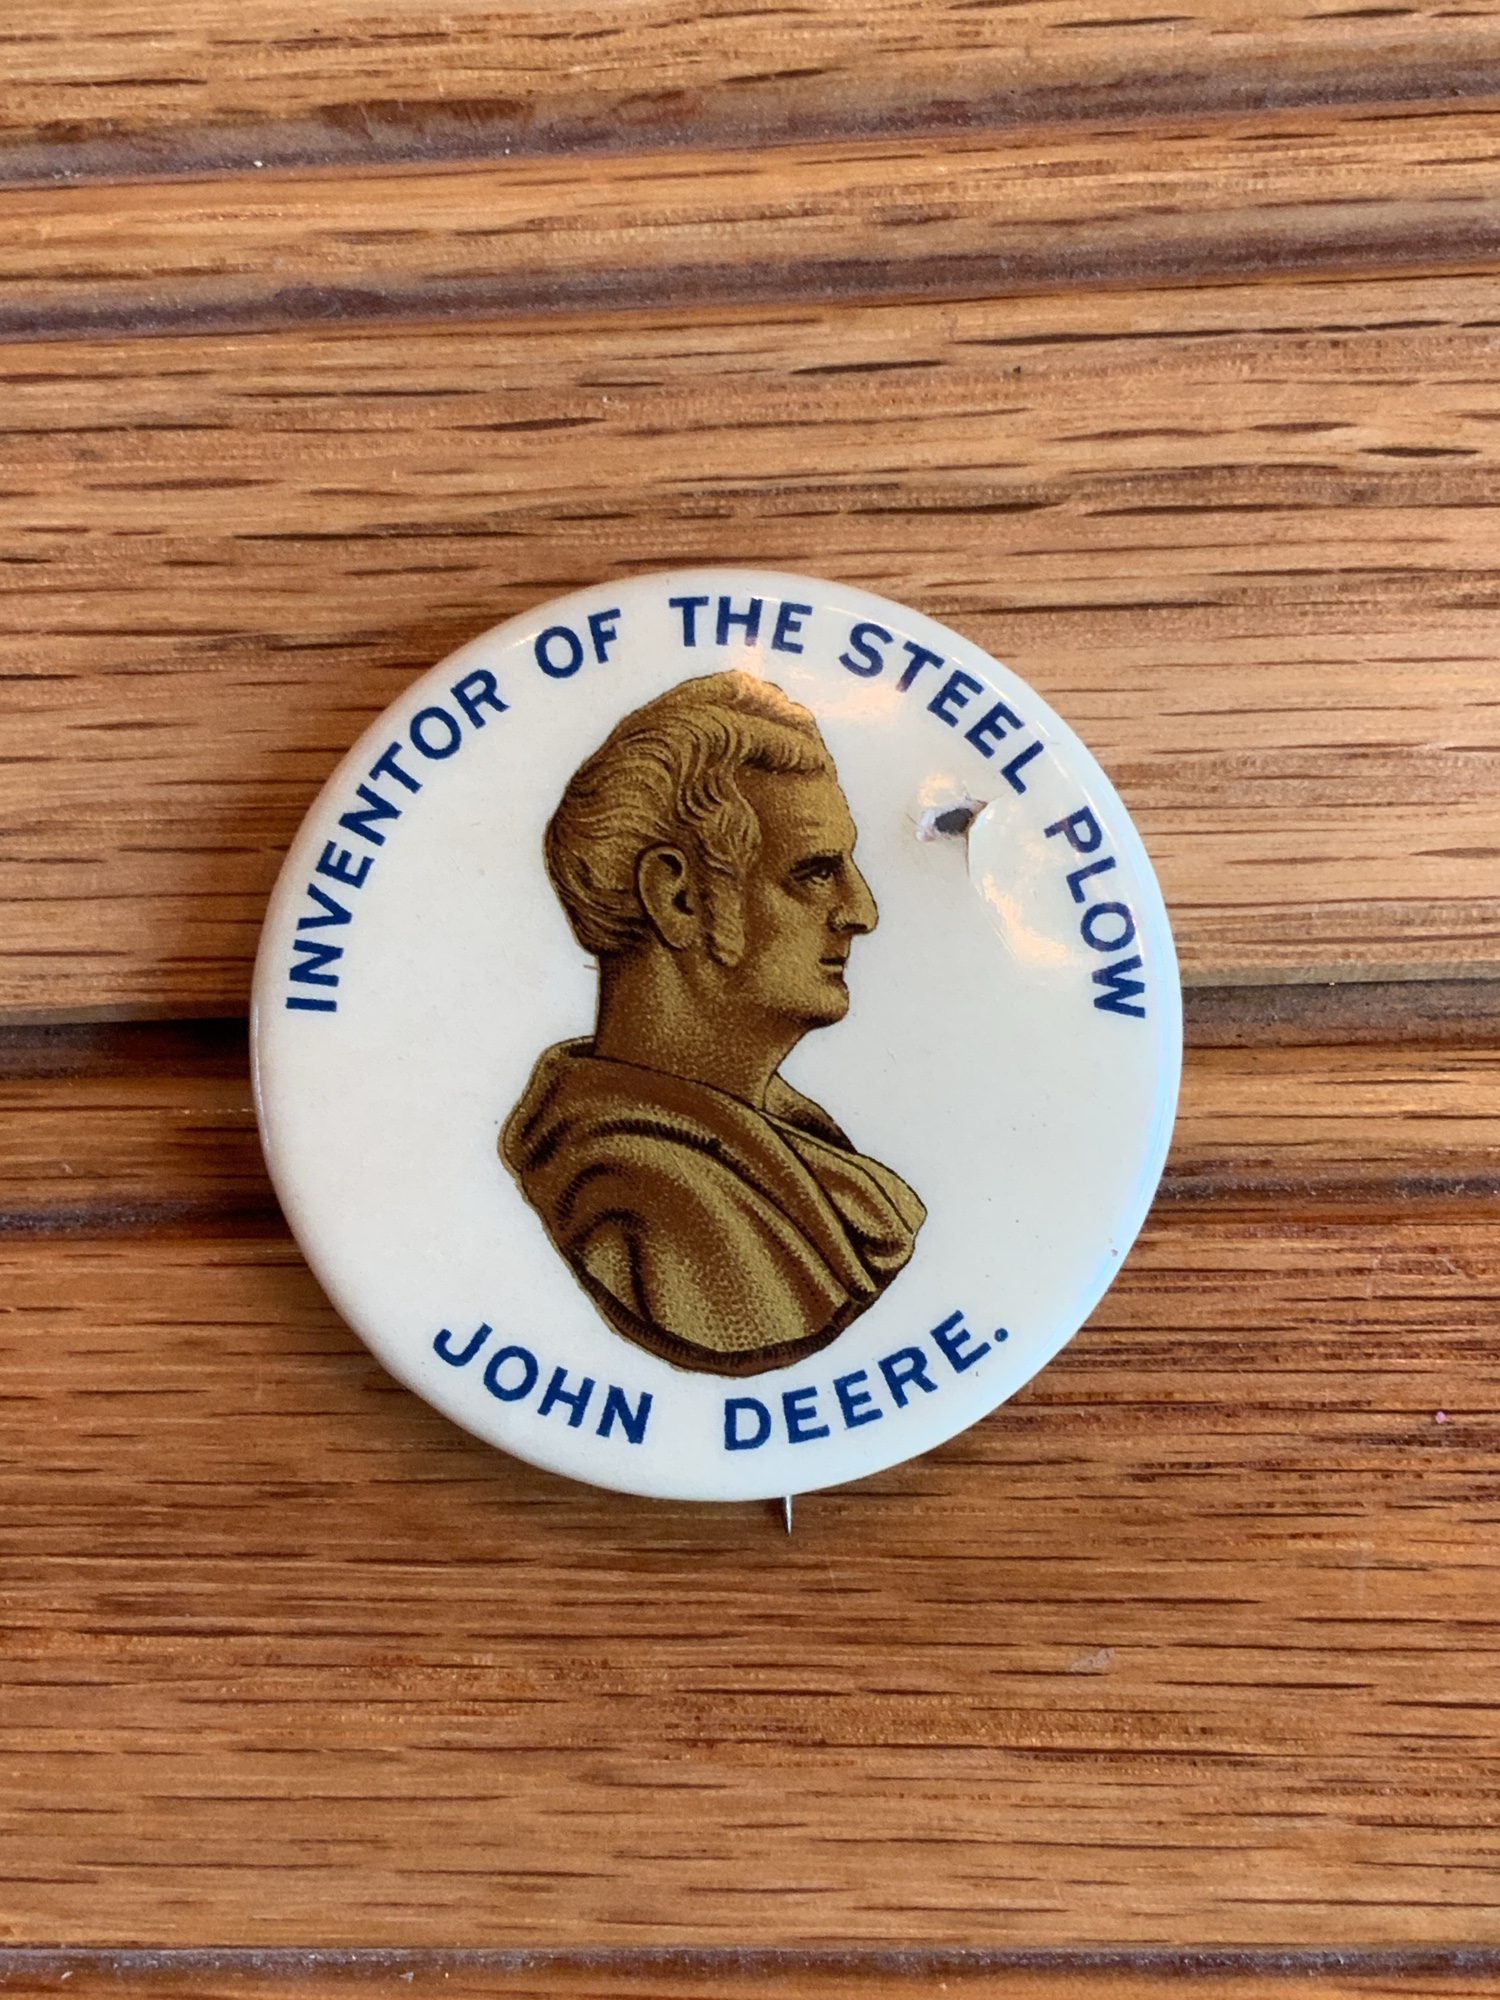 INVENTOR OF THE STEEL PLOW
JOHN DEERE.